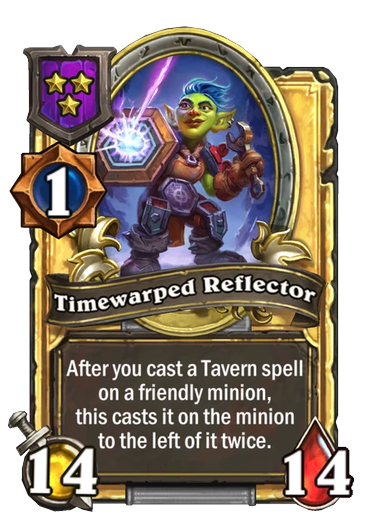 1
Timewarped Reflector
After you cast a Tavern spell
on a friendly minion,
this casts it on the minion
to the left of it twice.
14
14